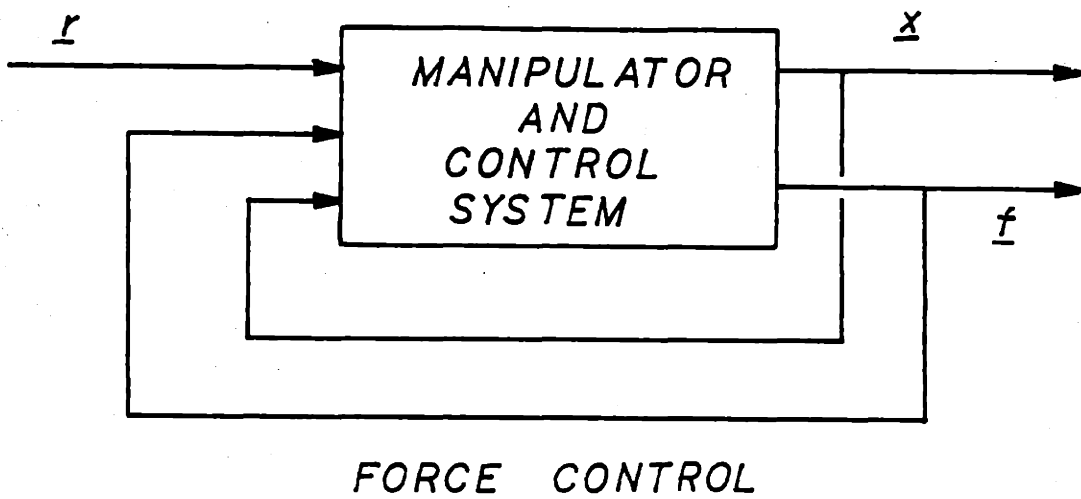 r
x
MANIPULATOR
AND
CONTROL
SYSTEM
f
FORCE CONTROL